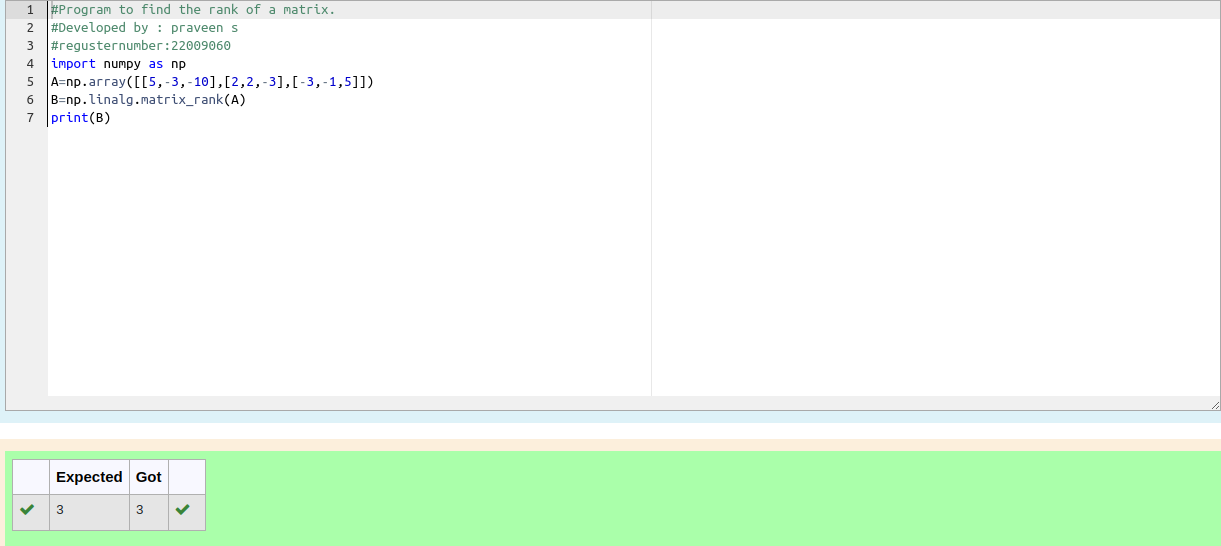 1 #Program to find the rank of a matrix.
2 #Developed by : praveen s
3 #regusternumber:22009060
4 import numpy as np
5 A=np.array([[5,-3,-10],[2,2,-3],[-3,-1,5]])
6 B=np.linalg.matrix_rank(A)
7 print(B)
Expected Got
3 3